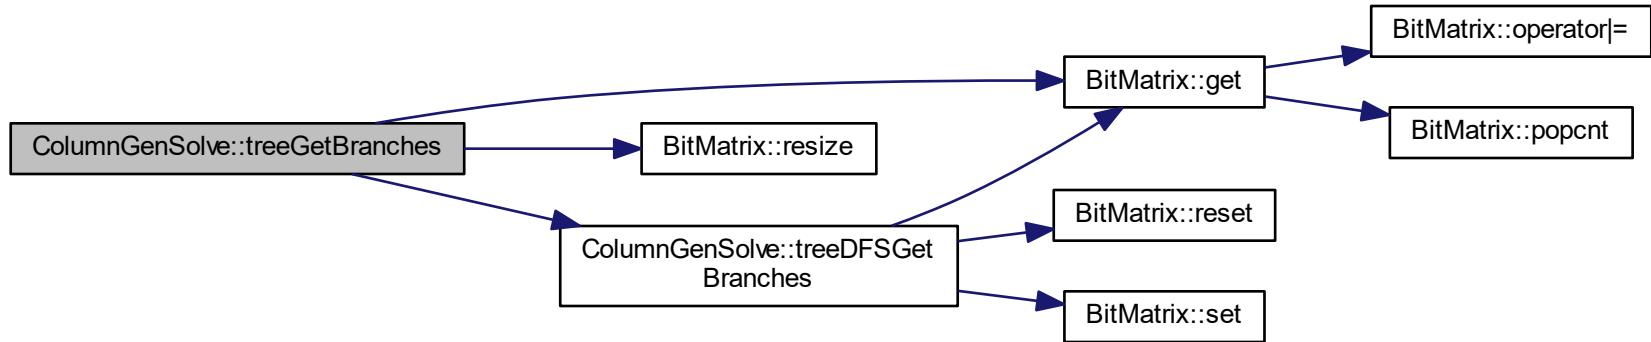 BitMatrix::operator|=
BitMatrix::get
BitMatrix::popcnt
ColumnGenSolve::treeGetBranches
BitMatrix::resize
BitMatrix::reset
ColumnGenSolve::treeDFSGet
Branches
BitMatrix::set